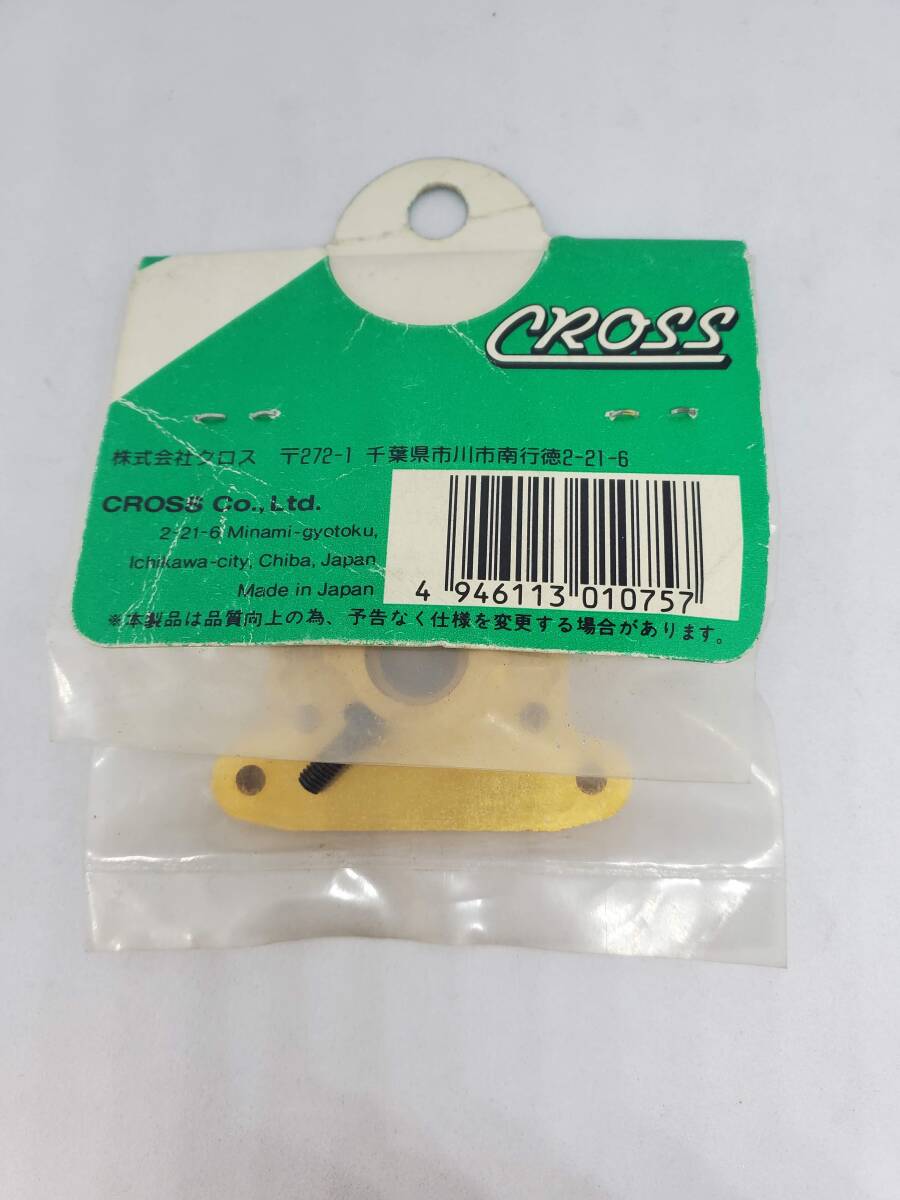 CROSS
株式会社クロス 〒272-1 千葉県市川市南行徳2-21-6
CROSS Co., Ltd.
2-21-6 Minami-gyotoku,
Ichikawa-city, Chiba, Japan
Made in Japan
4 946113 010757
※本製品は品質向上の為、予告なく仕様を変更する場合があります。